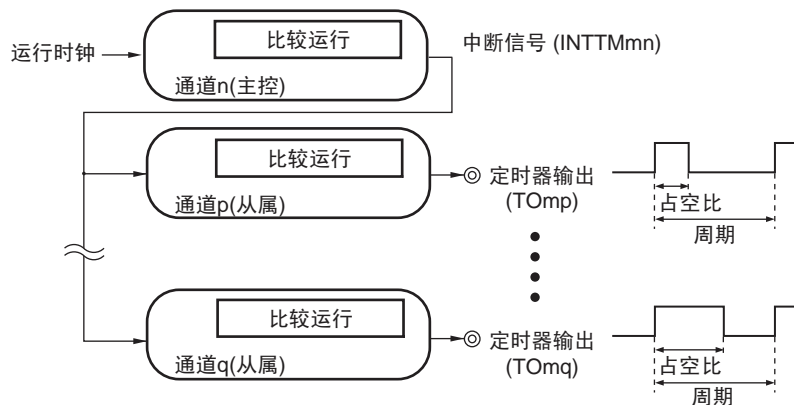 比较运行
运行时钟
中断信号 (INTTMmn)
通道n(主控)
比较运行
通道p(从属)
定时器输出
(TOmp)
占空比
周期
比较运行
通道q(从属)
定时器输出
(TOmq)
占空比
周期